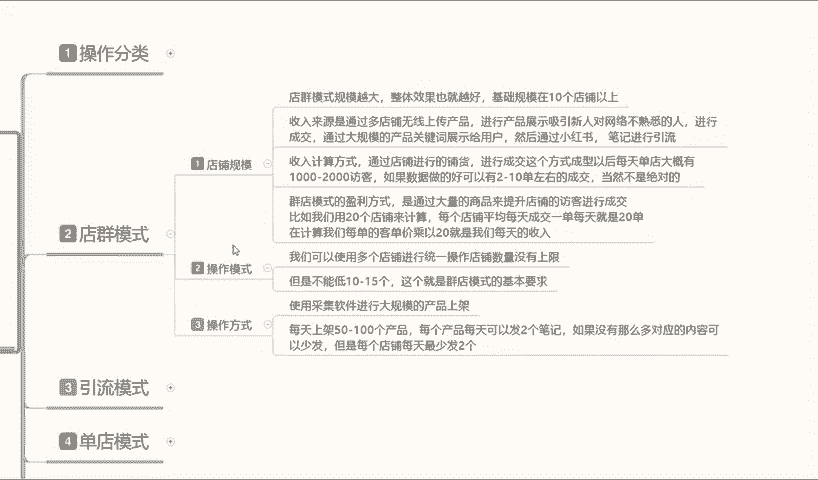 1 操作分类
2 店群模式
1 店铺规模
店群模式规模越大，整体效果也就越好，基础规模在10个店铺以上
收入来源是通过多店铺无线上传产品，进行产品展示吸引新人对网络不熟悉的人，进行
成交，通过大规模的产品关键词展示给用户，然后通过小红书， 笔记进行引流
收入计算方式，通过店铺进行的铺货，进行成交这个方式成型以后每天单店大概有
1000-2000访客，如果数据做的好可以有2-10单左右的成交，当然不是绝对的
群店模式的盈利方式，是通过大量的商品来提升店铺的访客进行成交
比如我们用20个店铺来计算，每个店铺平均每天成交一单每天就是20单
在计算我们每单的客单价乘以20就是我们每天的收入
2 操作模式
我们可以使用多个店铺进行统一操作店铺数量没有上限
但是不能低10-15个，这个就是群店模式的基本要求
3 操作方式
使用采集软件进行大规模的产品上架
每天上架50-100个产品，每个产品每天可以发2个笔记，如果没有那么多对应的内容可
以少发，但是每个店铺每天最少发2个
3 引流模式
4 单店模式